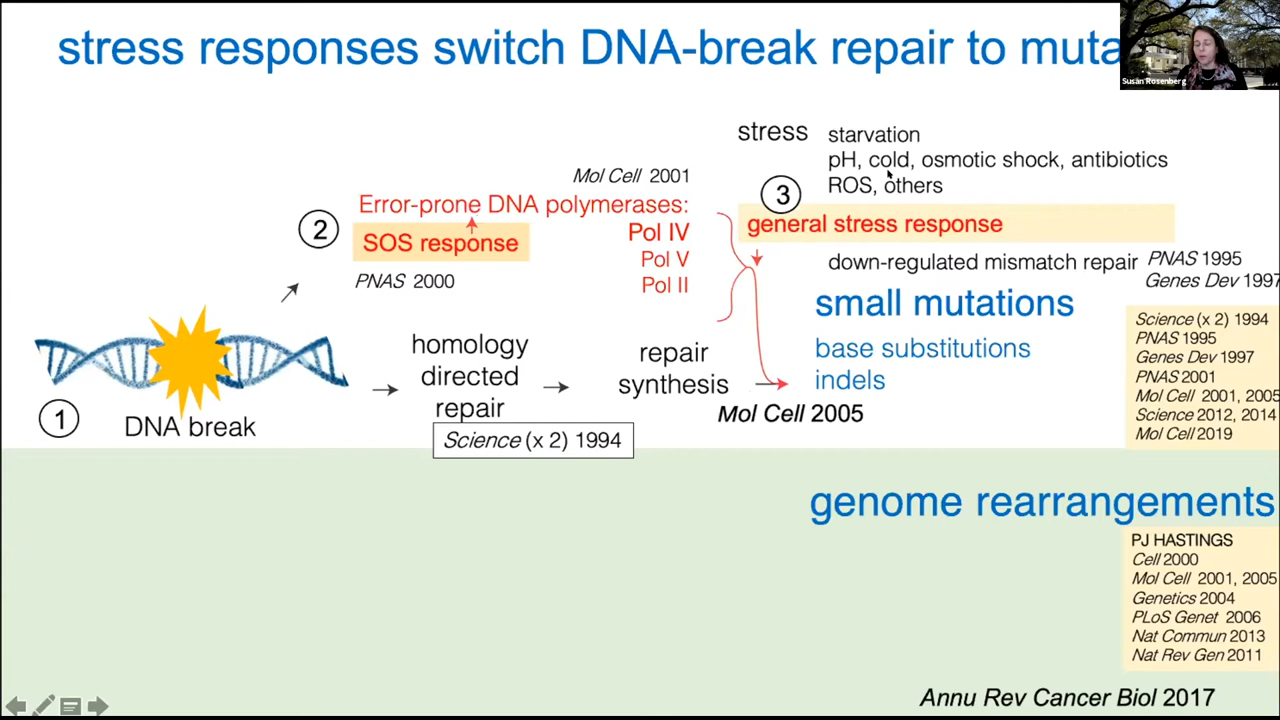 stress responses switch DNA-break repair to muta
Susan Rosenberg
stress
starvation
pH, cold, osmotic shock, antibiotics
ROS, others
3
general stress response
Mol Cell 2001
Error-prone DNA polymerases:
2
SOS response
Pol IV
Pol V
Pol II
PNAS 2000
down-regulated mismatch repair
PNAS 1995
Genes Dev 1997
small mutations
base substitutions
indels
Science (x 2) 1994
PNAS 1995
Genes Dev 1997
PNAS 2001
Mol Cell 2001, 2005
Science 2012, 2014
Mol Cell 2019
homology
directed
repair
repair
synthesis
Mol Cell 2005
1
DNA break
Science (x 2) 1994
genome rearrangements
PJ HASTINGS
Cell 2000
Mol Cell 2001, 2005
Genetics 2004
PLoS Genet 2006
Nat Commun 2013
Nat Rev Gen 2011
Annu Rev Cancer Biol 2017